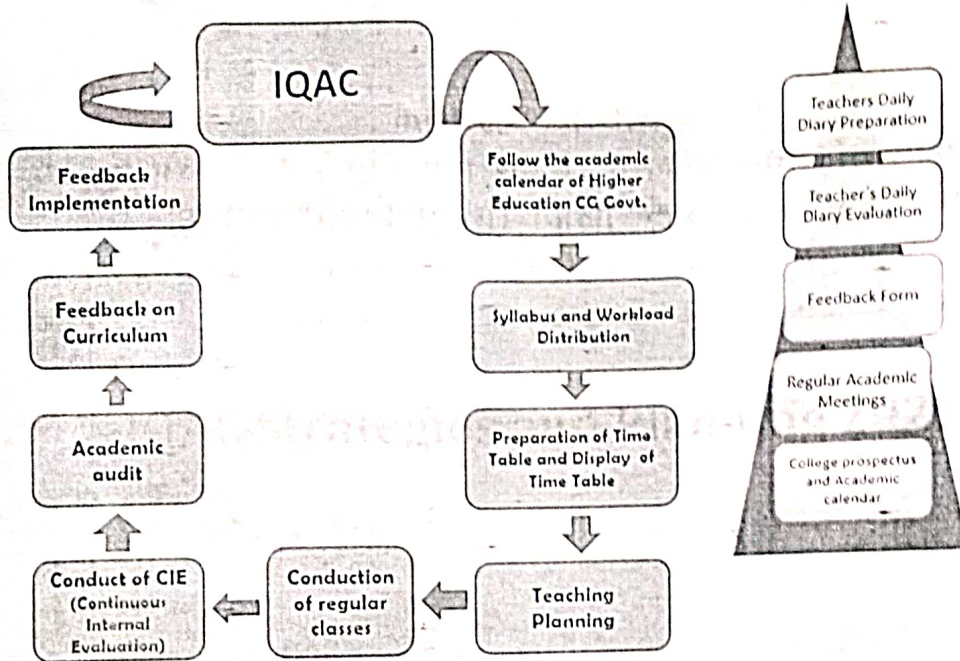 IQAC
Follow the academic
calendar of Higher
Education CG Govt.
Syllabus and Workload
Distribution
Preparation of Time
Table and Display of
Time Table
Teaching
Planning
Conduction
of regular
classes
Conduct of CIE
(Continuous
Internal
Evaluation)
Academic
audit
Feedback on
Curriculum
Feedback
Implementation
Teachers Daily
Diary Preparation
Teacher's Daily
Diary Evaluation
Feedback Form
Regular Academic
Meetings
College prospectus
and Academic
calendar